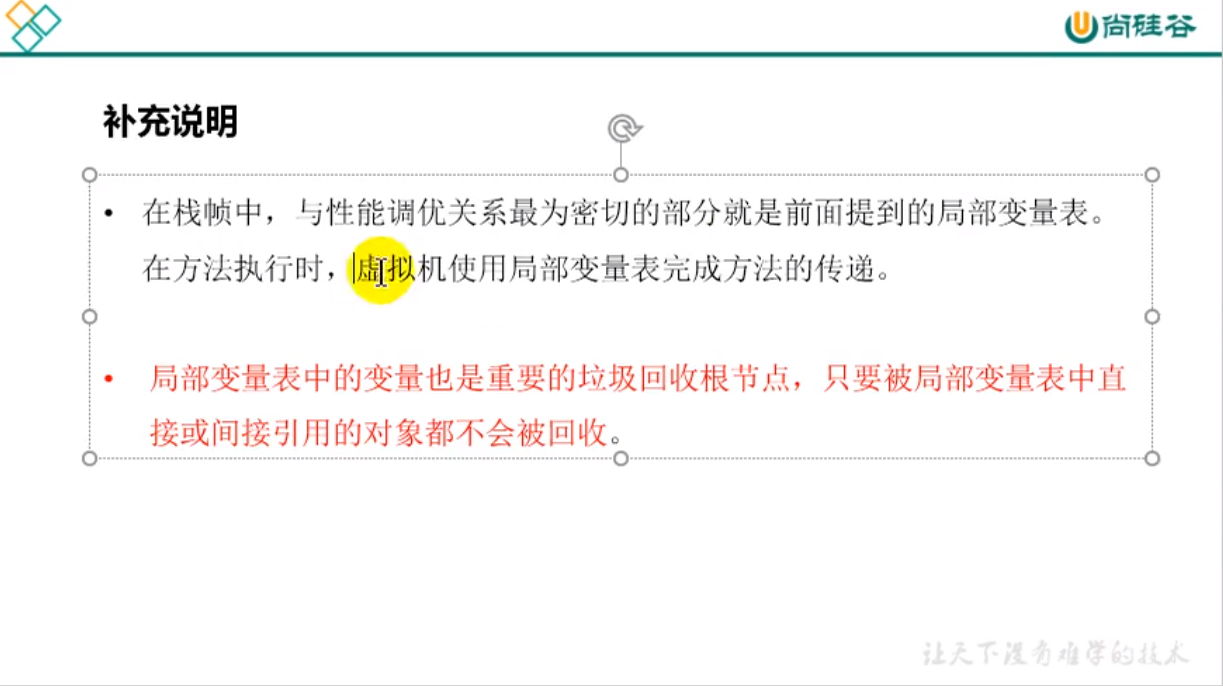 尚硅谷
补充说明
• 在栈帧中，与性能调优关系最为密切的部分就是前面提到的局部变量表。
在方法执行时，虚拟机使用局部变量表完成方法的传递。
• 局部变量表中的变量也是重要的垃圾回收根节点，只要被局部变量表中直
接或间接引用的对象都不会被回收。
让天下没有难学的技术